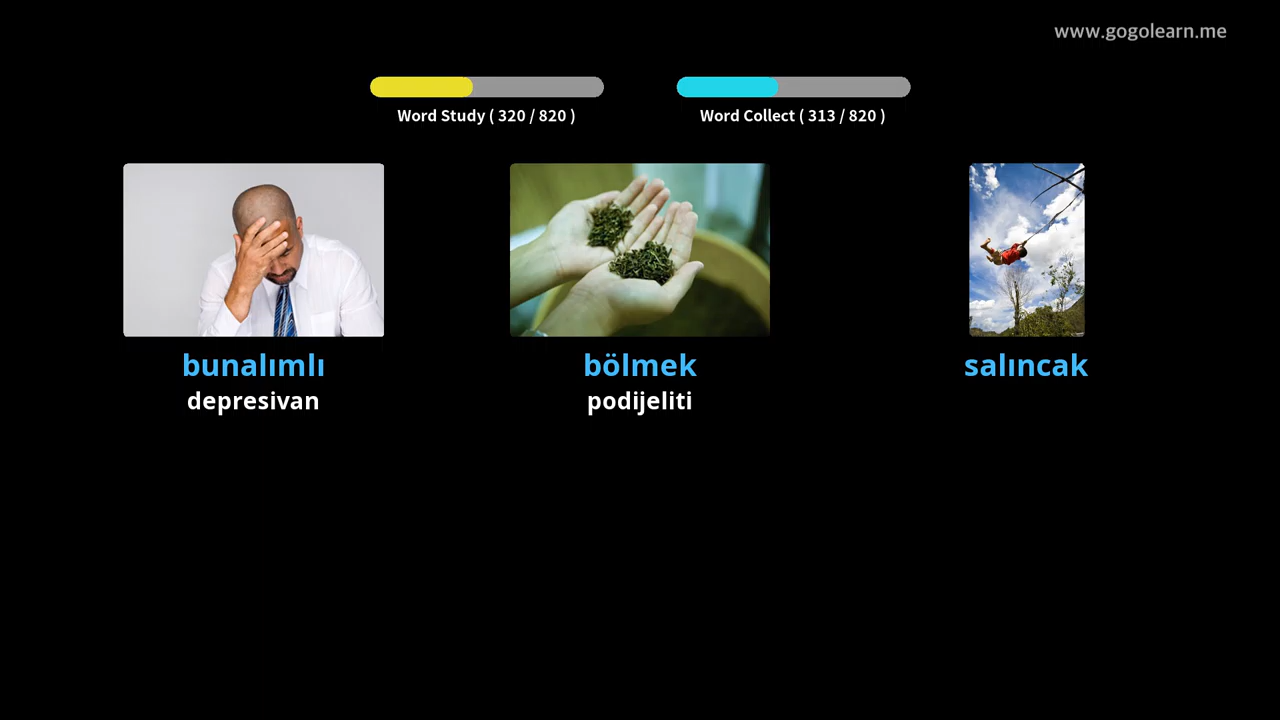 www.gogolearn.me
Word Study ( 320 / 820 )
Word Collect ( 313 / 820 )
bunalımlı
depresivan
bölmek
podijeliti
salıncak